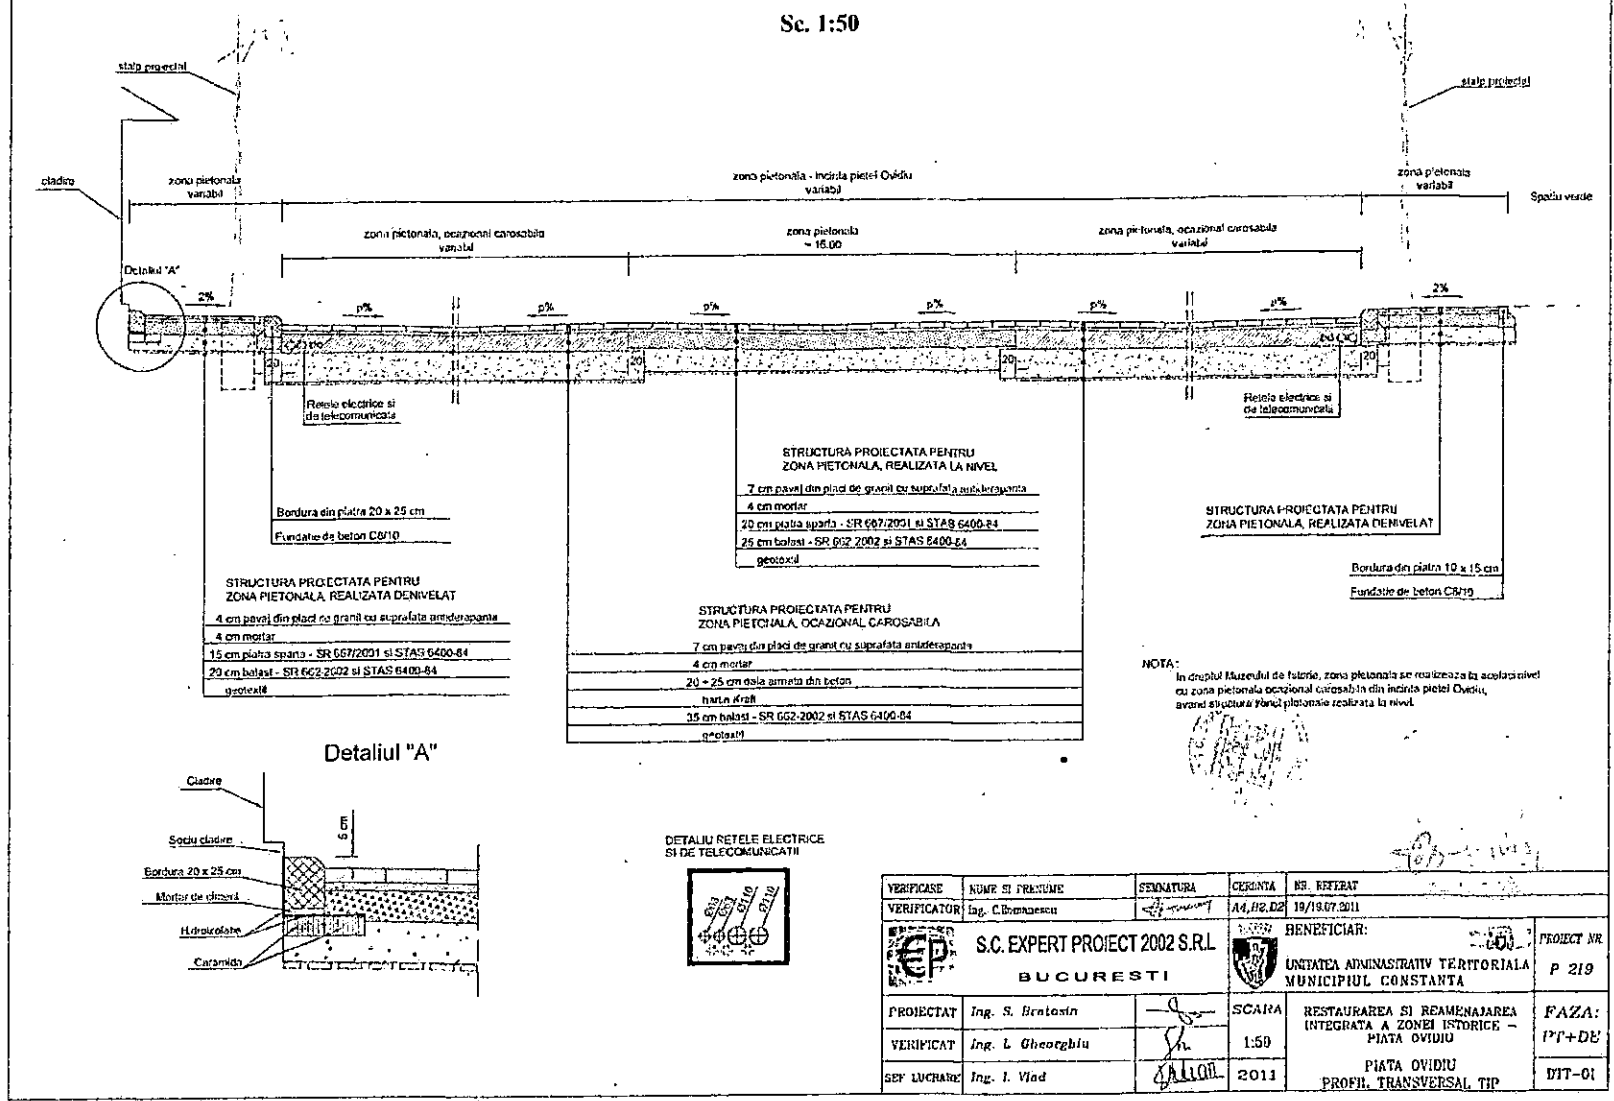 Sc. 1:50
stalp proiectat
stalp proiectat
cladire
zona pietonala
variabil
zona pietonala - incinta pietei Ovidiu
variabil
zona pietonala
variabil
Spatiu verde
zona pietonala, ocazional carosabila
variabil
zona pietonala
~ 16.00
zona pietonala, ocazional carosabila
variabil
Detaliul "A"
2%
p%
p%
p%
p%
p%
p%
2%
20
20
20
20
Retele electrice si
de telecomunicatii
Retele electrice si
de telecomunicatii
STRUCTURA PROIECTATA PENTRU
ZONA PIETONALA, REALIZATA LA NIVEL
7 cm pavaj din placi de granit cu suprafata antiderapanta
4 cm mortar
20 cm piatra sparta - SR 667/2001 si STAS 6400-84
25 cm balast - SR 662-2002 si STAS 6400-84
geotextil
Bordura din piatra 20 x 25 cm
Fundatie de beton C8/10
STRUCTURA PROIECTATA PENTRU
ZONA PIETONALA, REALIZATA DENIVELAT
Bordura din piatra 10 x 15 cm
Fundatie de beton C8/10
STRUCTURA PROIECTATA PENTRU
ZONA PIETONALA, REALIZATA DENIVELAT
4 cm pavaj din placi de granit cu suprafata antiderapanta
4 cm mortar
15 cm piatra sparta - SR 667/2001 si STAS 6400-84
20 cm balast - SR 662-2002 si STAS 6400-84
geotextil
STRUCTURA PROIECTATA PENTRU
ZONA PIETONALA, OCAZIONAL CAROSABILA
7 cm pavaj din placi de granit cu suprafata antiderapanta
4 cm mortar
20 ÷ 25 cm dala armata din beton
hartie Kraft
35 cm balast - SR 662-2002 si STAS 6400-84
geotextil
NOTA:
In dreptul Muzeului de Istorie, zona pietonala se realizeaza la acelasi nivel
cu zona pietonala ocazional carosabila din incinta pietei Ovidiu,
avand structura zonei pietonale realizata la nivel.
Detaliul "A"
Cladire
5 cm
Soclu cladire
Bordura 20 x 25 cm
Mortar de ciment
Hidroizolatie
Caramida
DETALIU RETELE ELECTRICE
SI DE TELECOMUNICATII
Ø63 Ø63 Ø110 Ø110
VERIFICARE NUME SI PRENUME SEMNATURA CERINTA NR. REFERAT
VERIFICATOR Ing. C.Romanescu A4,B2,D2 19/19.07.2011
EP
S.C. EXPERT PROIECT 2002 S.R.L
BUCURESTI
BENEFICIAR:
UNITATEA ADMINASTRATIV TERITORIALA
MUNICIPIUL CONSTANTA
PROIECT NR.
P 219
PROIECTAT Ing. S. Bratosin
VERIFICAT Ing. L. Gheorghiu
SEF LUCRARE Ing. I. Vlad
SCARA
1:50
2011
RESTAURAREA SI REAMENAJAREA
INTEGRATA A ZONEI ISTORICE -
PIATA OVIDIU
PIATA OVIDIU
PROFIL TRANSVERSAL TIP
FAZA:
PT+DE
DTT-01